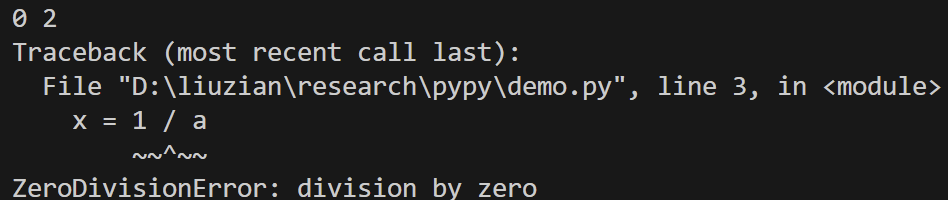 0 2
Traceback (most recent call last):
  File "D:\liuzian\research\pypy\demo.py", line 3, in <module>
    x = 1 / a
        ~~^~~
ZeroDivisionError: division by zero